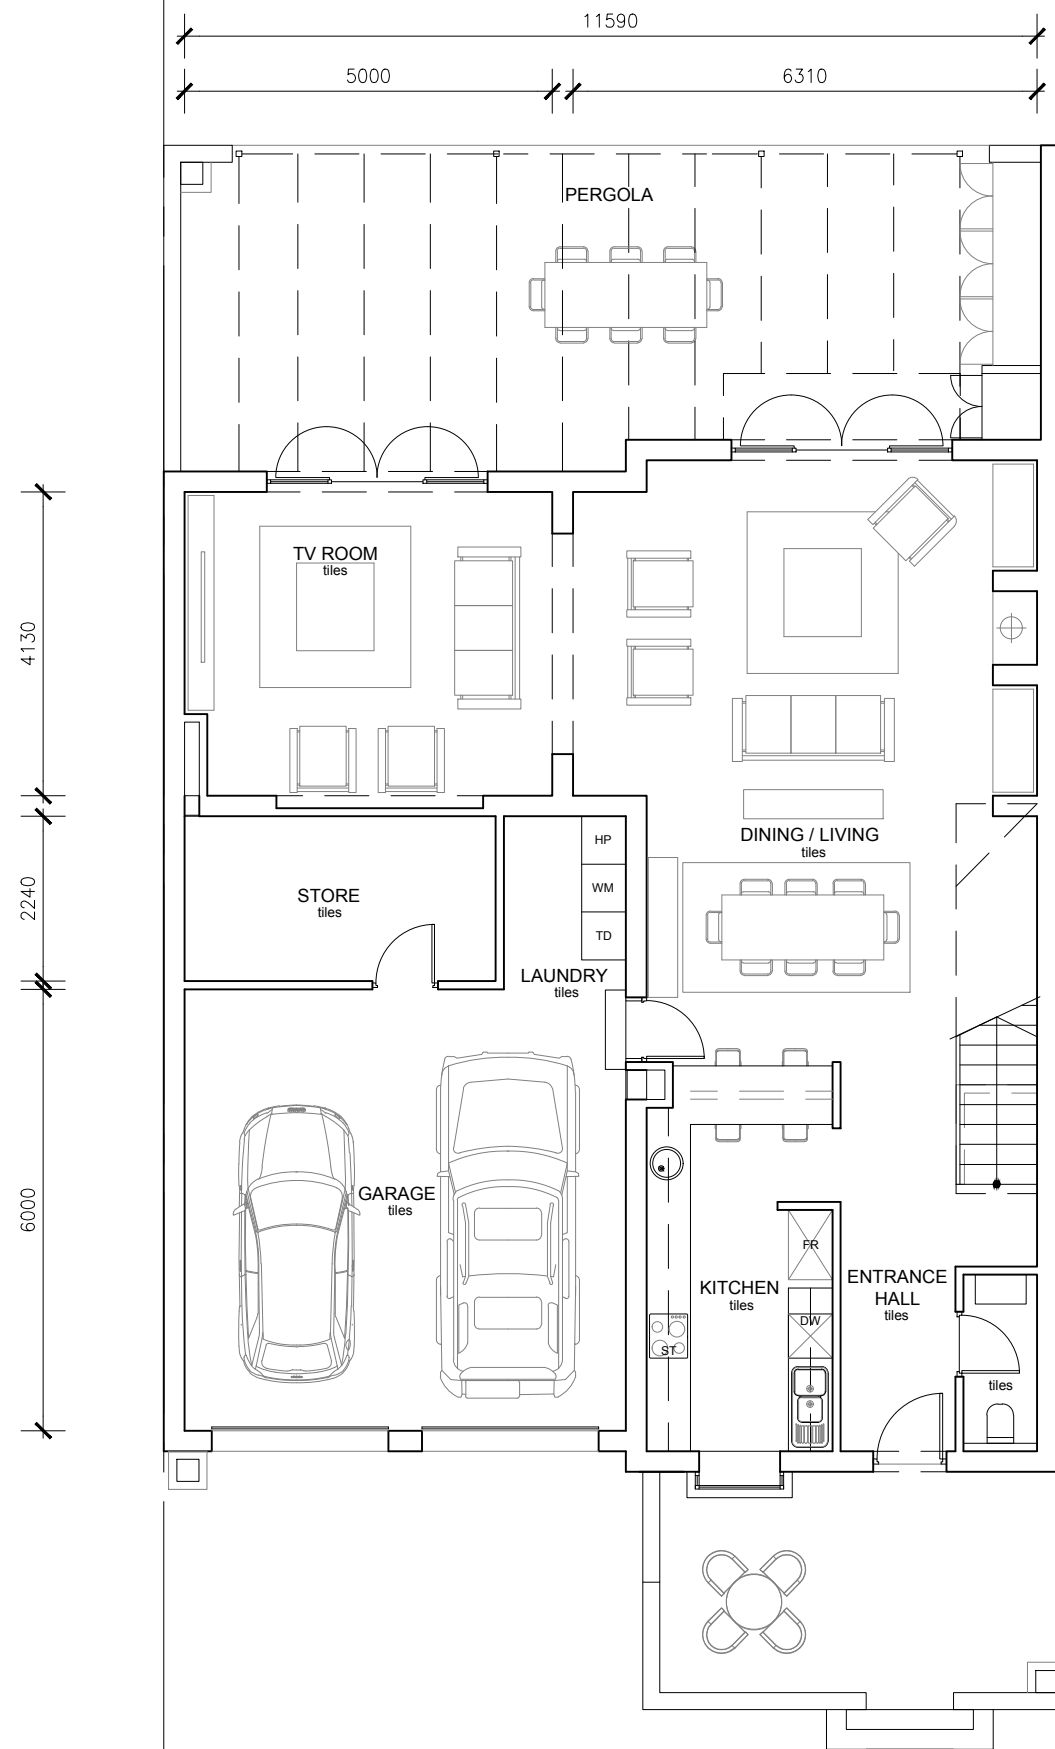 11590
5000
6310
PERGOLA
TV ROOM
tiles
4130
DINING / LIVING
tiles
HP
WM
TD
STORE
tiles
2240
LAUNDRY
tiles
GARAGE
tiles
6000
FR
KITCHEN
tiles
DW
ST
ENTRANCE
HALL
tiles
tiles